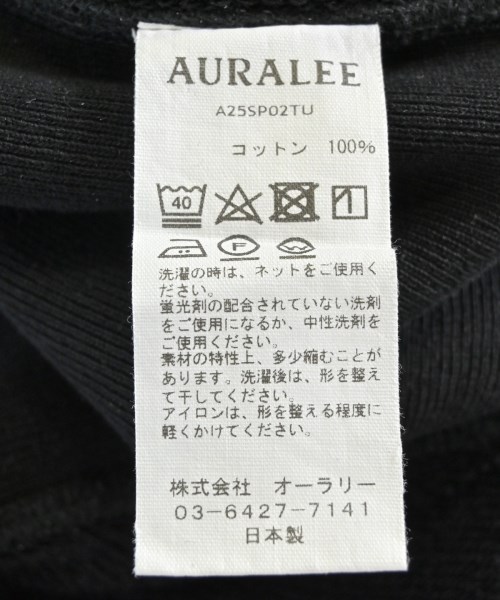 AURALEE
A25SP02TU
コットン 100%
40
F W
洗濯の時は、ネットをご使用く
ださい。
蛍光剤の配合されていない洗剤
をご使用になるか、中性洗剤を
ご使用ください。
素材の特性上、多少縮むことが
あります。洗濯後は、形を整え
て干してください。
アイロンは、形を整える程度に
軽くかけてください。
株式会社 オーラリー
03-6427-7141
日本製